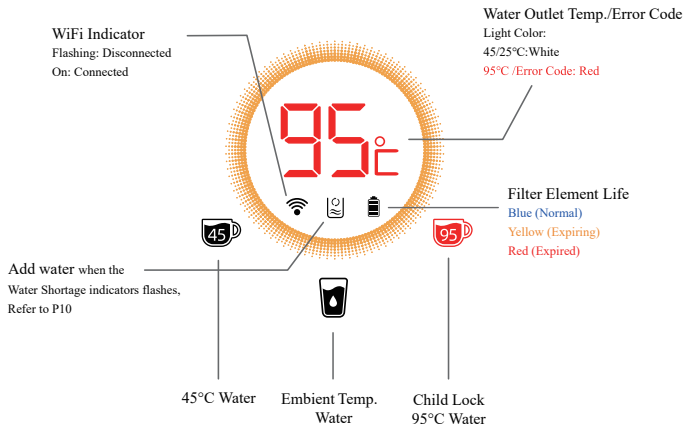 WiFi Indicator
Flashing: Disconnected
On: Connected
Water Outlet Temp./Error Code
Light Color:
45/25°C:White
95°C /Error Code: Red
95°C
Filter Element Life
Blue (Normal)
Yellow (Expiring)
Red (Expired)
45
95
Add water when the
Water Shortage indicators flashes,
Refer to P10
45°C Water
Embient Temp.
Water
Child Lock
95°C Water